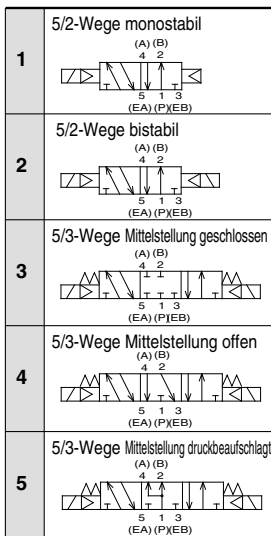 1
5/2-Wege monostabil
(A) (B)
4 2
5 1 3
(EA) (P)(EB)
2
5/2-Wege bistabil
(A) (B)
4 2
5 1 3
(EA) (P)(EB)
3
5/3-Wege Mittelstellung geschlossen
(A) (B)
4 2
5 1 3
(EA) (P)(EB)
4
5/3-Wege Mittelstellung offen
(A) (B)
4 2
5 1 3
(EA) (P)(EB)
5
5/3-Wege Mittelstellung druckbeaufschlagt
(A) (B)
4 2
5 1 3
(EA) (P)(EB)